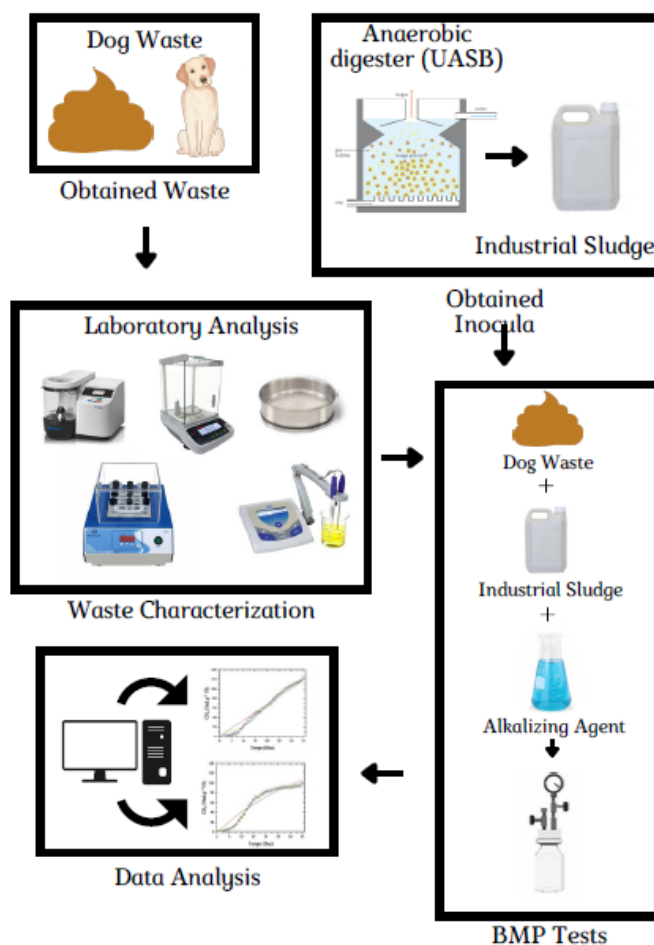 Dog Waste
Obtained Waste
Anaerobic
digester (UASB)
Industrial Sludge
Obtained
Inocula
Laboratory Analysis
Waste Characterization
Dog Waste
+
Industrial Sludge
+
Alkalizing Agent
BMP Tests
Data Analysis